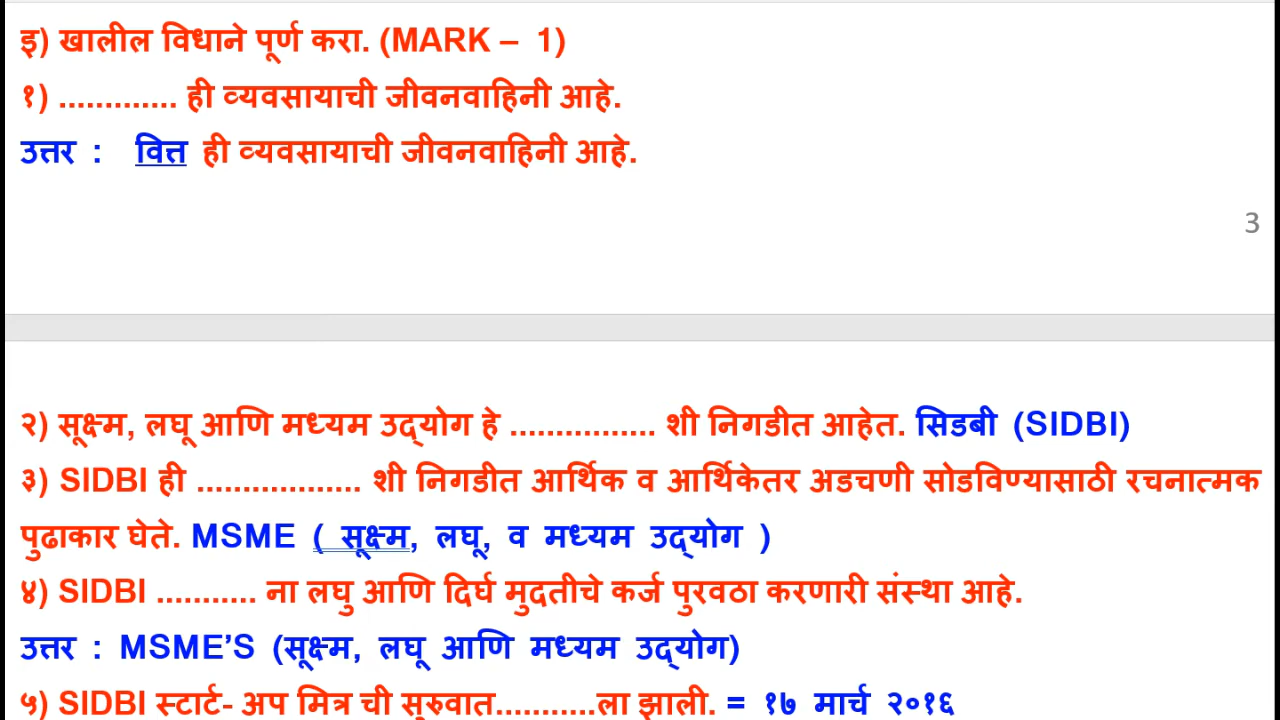 इ) खालील विधाने पूर्ण करा. (MARK – 1)
१) ............. ही व्यवसायाची जीवनवाहिनी आहे.
उत्तर : वित्त ही व्यवसायाची जीवनवाहिनी आहे.
3
२) सूक्ष्म, लघू आणि मध्यम उद्योग हे ................ शी निगडीत आहेत. सिडबी (SIDBI)
३) SIDBI ही .................. शी निगडीत आर्थिक व आर्थिकेतर अडचणी सोडविण्यासाठी रचनात्मक
पुढाकार घेते. MSME ( सूक्ष्म, लघू, व मध्यम उद्योग )
४) SIDBI ........... ना लघु आणि दिर्घ मुदतीचे कर्ज पुरवठा करणारी संस्था आहे.
उत्तर : MSME’S (सूक्ष्म, लघू आणि मध्यम उद्योग)
५) SIDBI स्टार्ट- अप मित्र ची सुरुवात...........ला झाली. = १७ मार्च २०१६